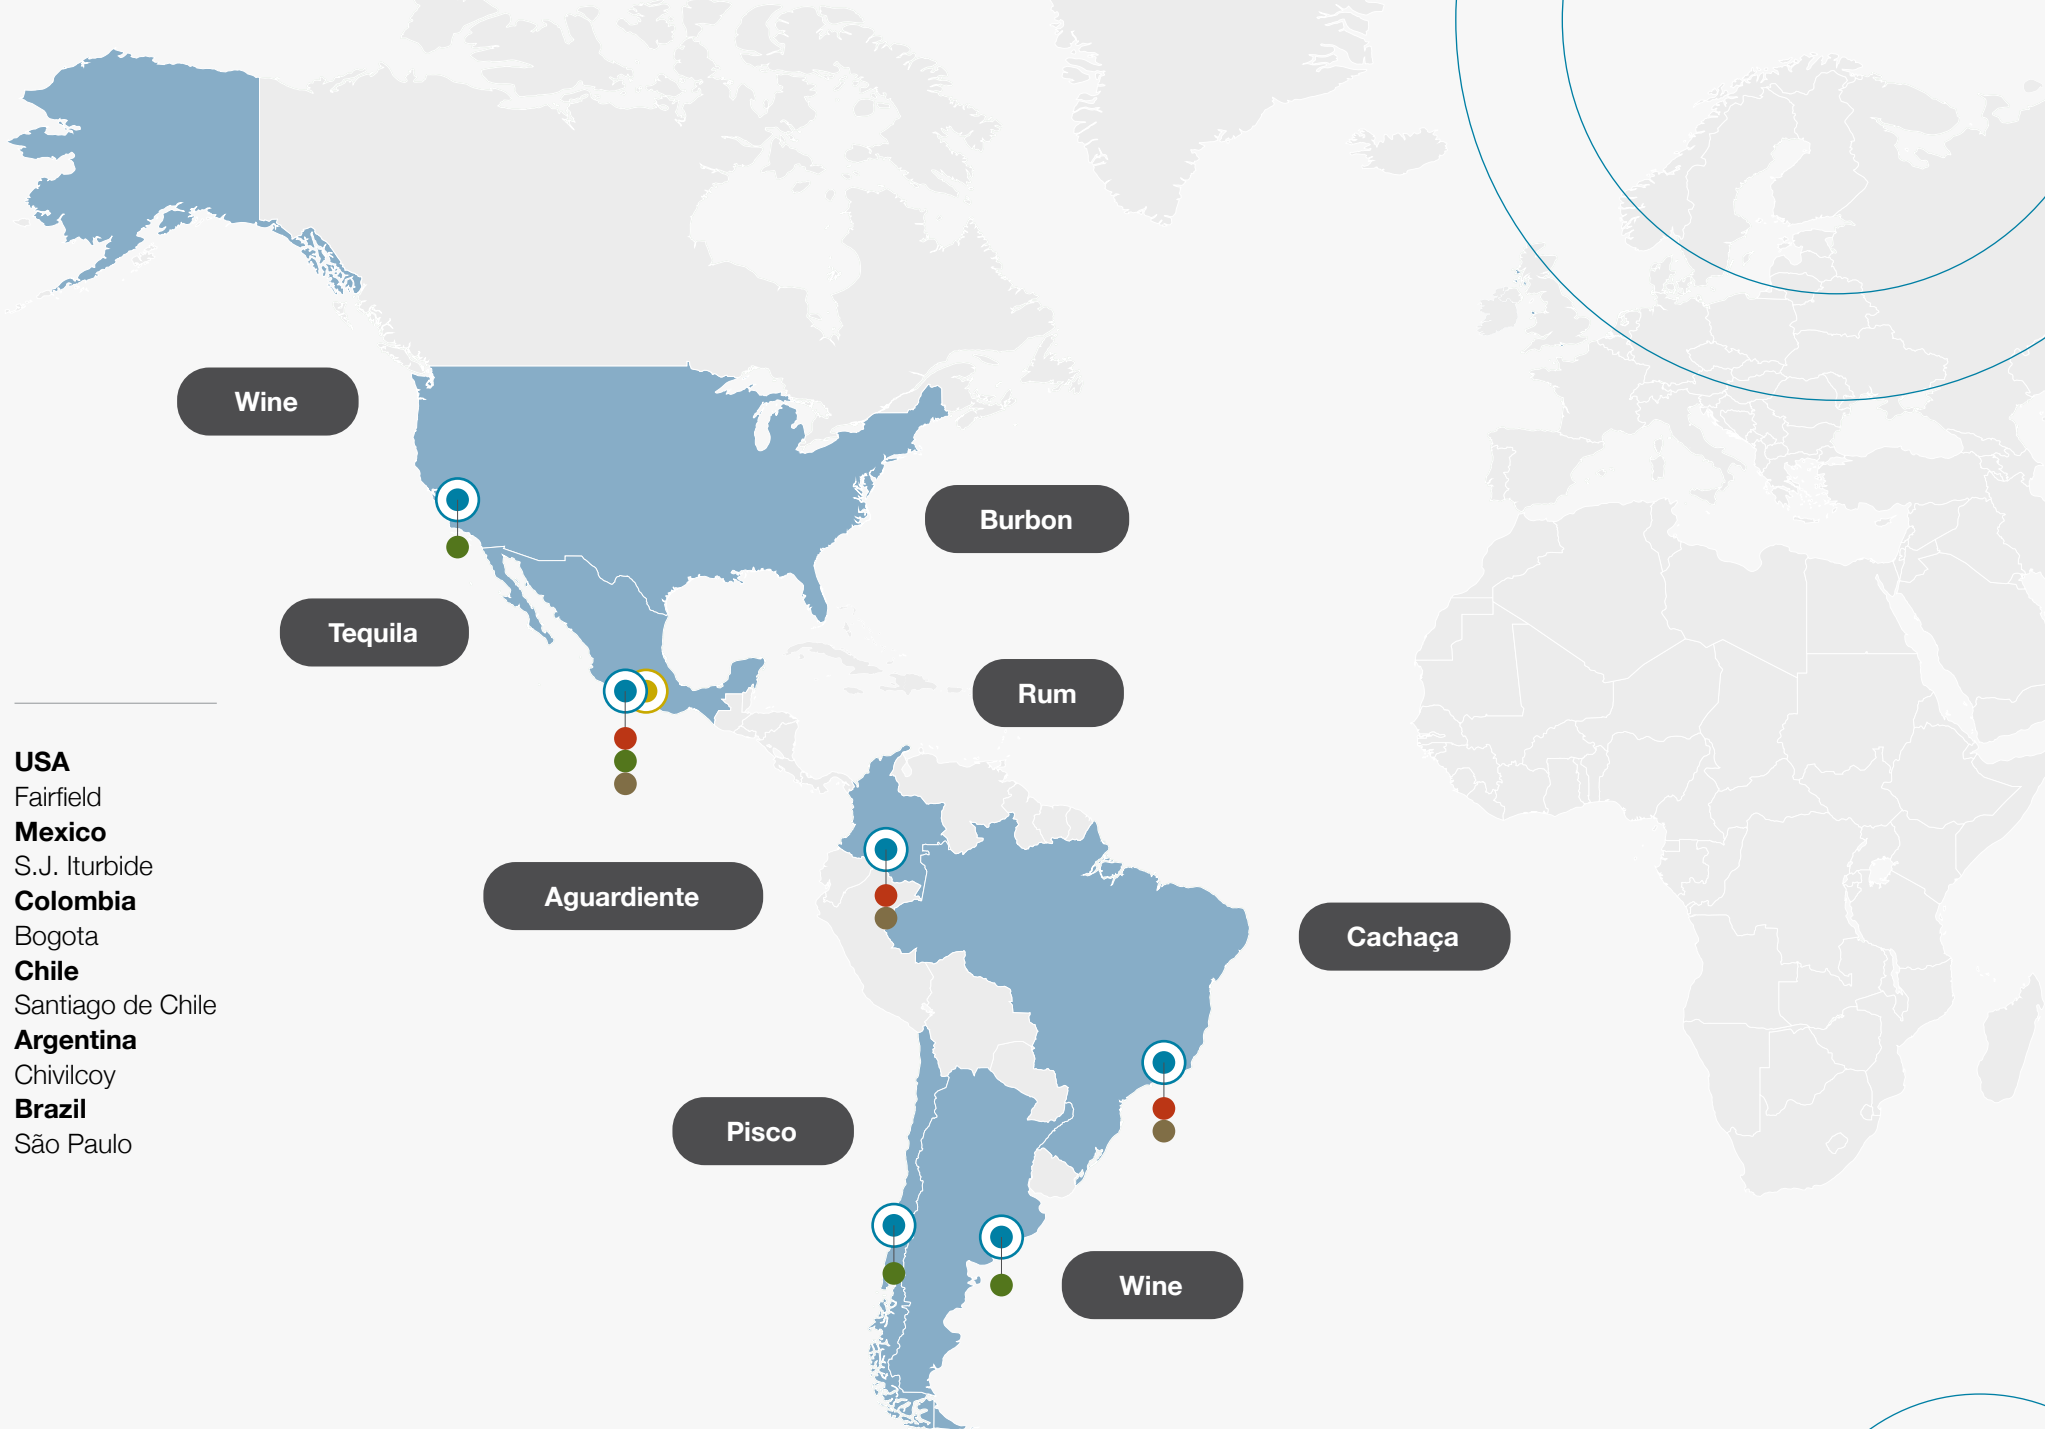 Wine
Burbon
Tequila
Rum
USA
Fairfield
Mexico
S.J. Iturbide
Colombia
Bogota
Chile
Santiago de Chile
Argentina
Chivilcoy
Brazil
São Paulo
Aguardiente
Cachaça
Pisco
Wine